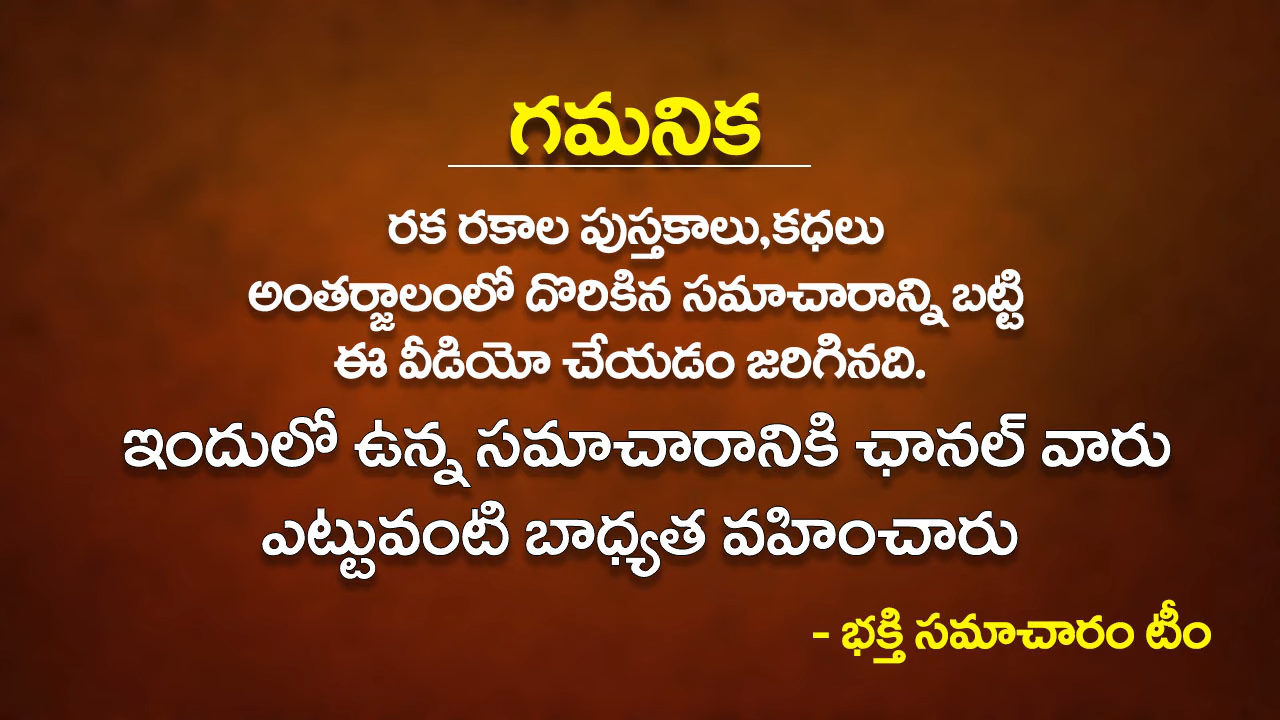 గమనిక
రక రకాల పుస్తకాలు,కధలు
అంతర్జాలంలో దొరికిన సమాచారాన్ని బట్టి
ఈ వీడియో చేయడం జరిగినది.
ఇందులో ఉన్న సమాచారానికి ఛానల్ వారు
ఎట్టువంటి బాధ్యత వహించారు
- భక్తి సమాచారం టీం